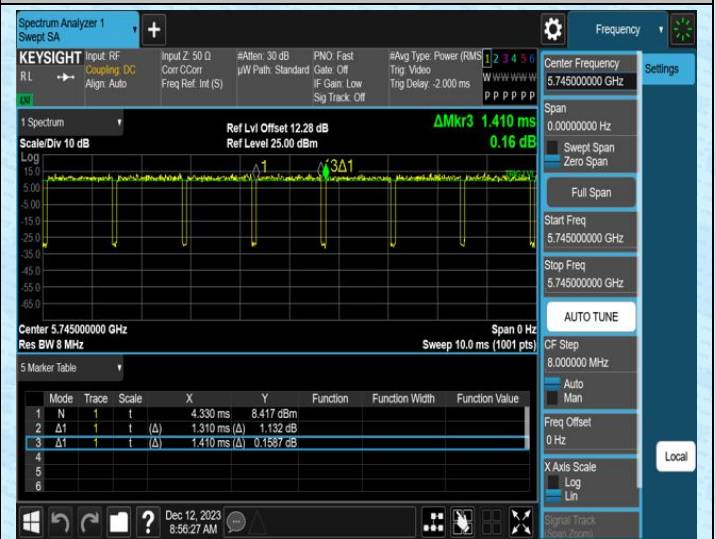 Spectrum Analyzer 1
Swept SA
+
Frequency
KEYSIGHT
Input: RF
Coupling: DC
Align: Auto
Input Z: 50 Ω
Corr CCorr
Freq Ref: Int (S)
#Atten: 30 dB
µW Path: Standard
PNO: Fast
Gate: Off
IF Gain: Low
Sig Track: Off
#Avg Type: Power (RMS
Trig: Video
Trig Delay: -2.000 ms
1 2 3 4 5 6
W W W W W W
P P P P P P
R L
Center Frequency
5.745000000 GHz
Settings
Span
0.00000000 Hz
Swept Span
Zero Span
Full Span
Start Freq
5.745000000 GHz
Stop Freq
5.745000000 GHz
AUTO TUNE
CF Step
8.000000 MHz
Auto
Man
Freq Offset
0 Hz
X Axis Scale
Log
Lin
Signal Track
(Span Zoom)
Local
1 Spectrum
Scale/Div 10 dB
Ref Lvl Offset 12.28 dB
Ref Level 25.00 dBm
ΔMkr3 1.410 ms
0.16 dB
Log
15.0
5.00
-5.00
-15.0
-25.0
-35.0
-45.0
-55.0
-65.0
1
3Δ1
Center 5.745000000 GHz
Res BW 8 MHz
Span 0 Hz
Sweep 10.0 ms (1001 pts)
5 Marker Table
Mode Trace Scale X Y Function Function Width Function Value
1 N 1 t 4.330 ms 8.417 dBm
2 Δ1 1 t (Δ) 1.310 ms (Δ) 1.132 dB
3 Δ1 1 t (Δ) 1.410 ms (Δ) 0.1587 dB
4
5
6
?
Dec 12, 2023
8:56:27 AM